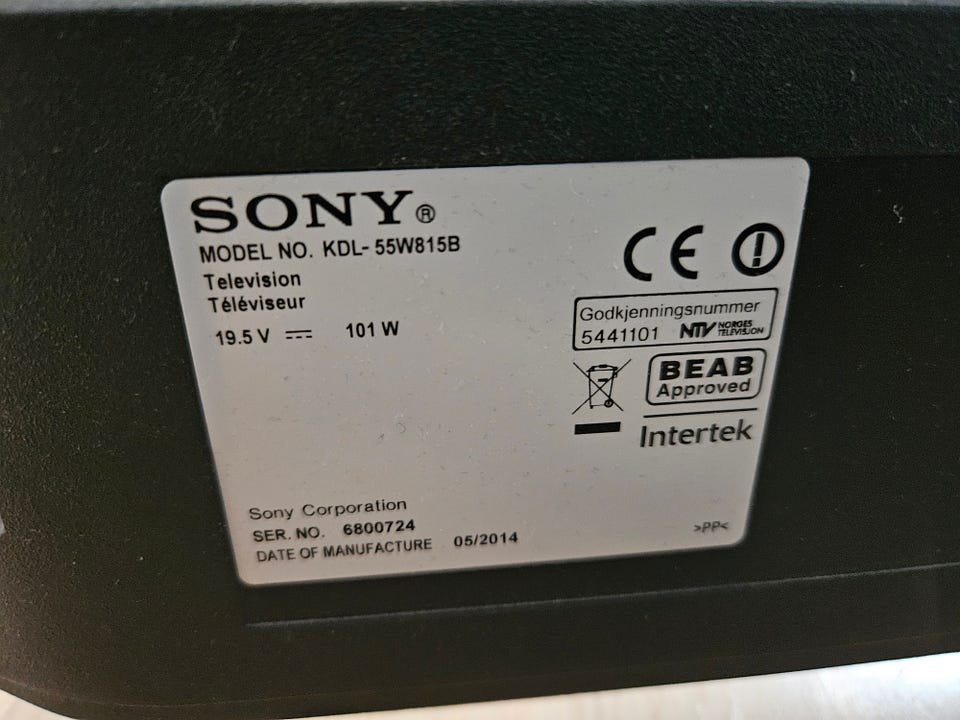 SONY®
MODEL NO. KDL-55W815B
Television
Téléviseur
19.5 V ⎓ 101 W
CE
Godkjenningsnummer
5441101 NTV NORGES TELEVISJON
BEAB
Approved
Intertek
Sony Corporation
SER. NO. 6800724
DATE OF MANUFACTURE 05/2014
>PP<